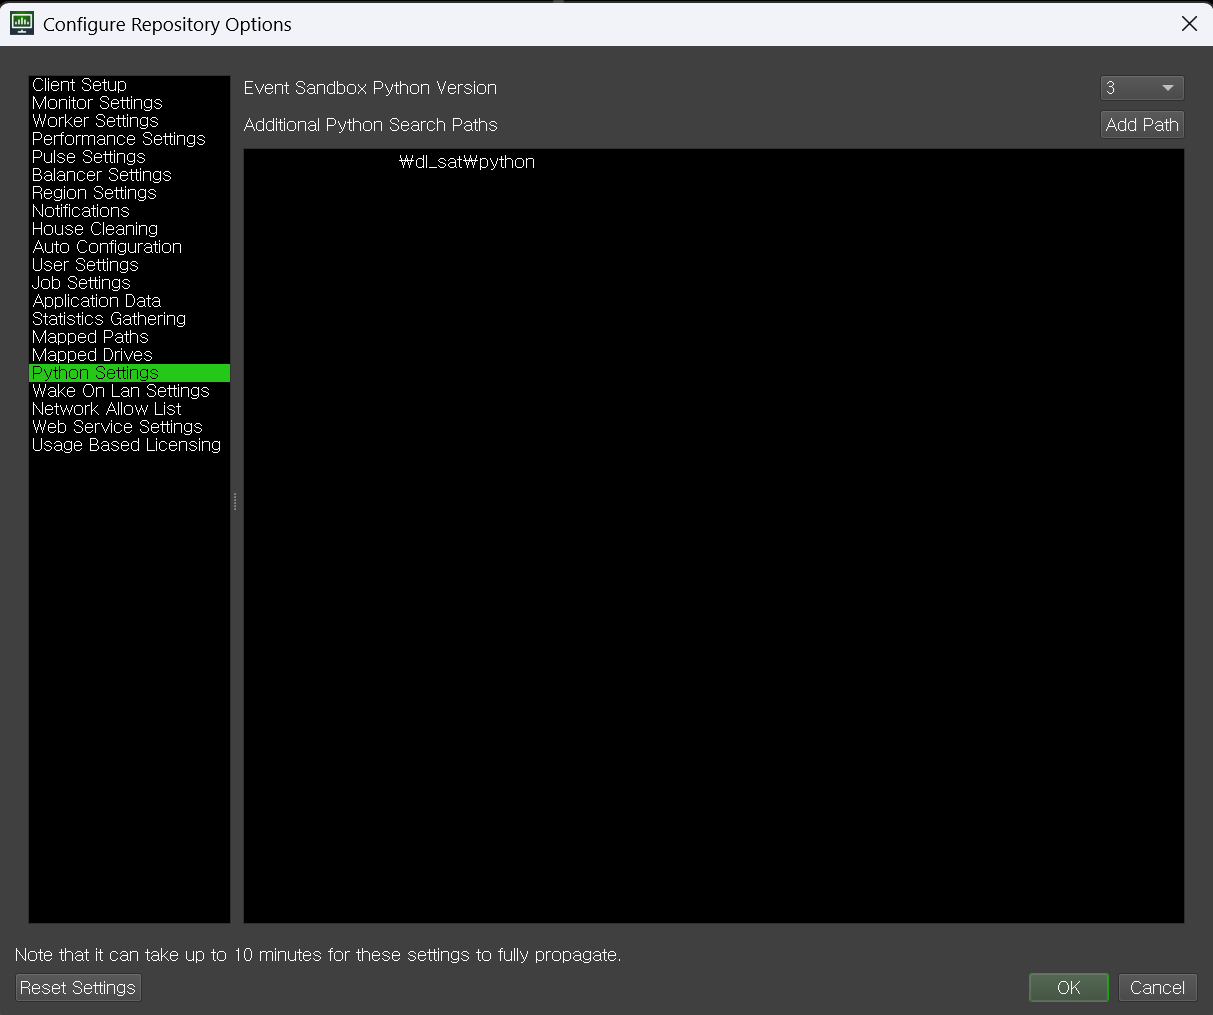 Configure Repository Options
Client Setup
Monitor Settings
Worker Settings
Performance Settings
Pulse Settings
Balancer Settings
Region Settings
Notifications
House Cleaning
Auto Configuration
User Settings
Job Settings
Application Data
Statistics Gathering
Mapped Paths
Mapped Drives
Python Settings
Wake On Lan Settings
Network Allow List
Web Service Settings
Usage Based Licensing
Event Sandbox Python Version
3
Additional Python Search Paths
Add Path
₩dl_sat₩python
Note that it can take up to 10 minutes for these settings to fully propagate.
Reset Settings
OK
Cancel